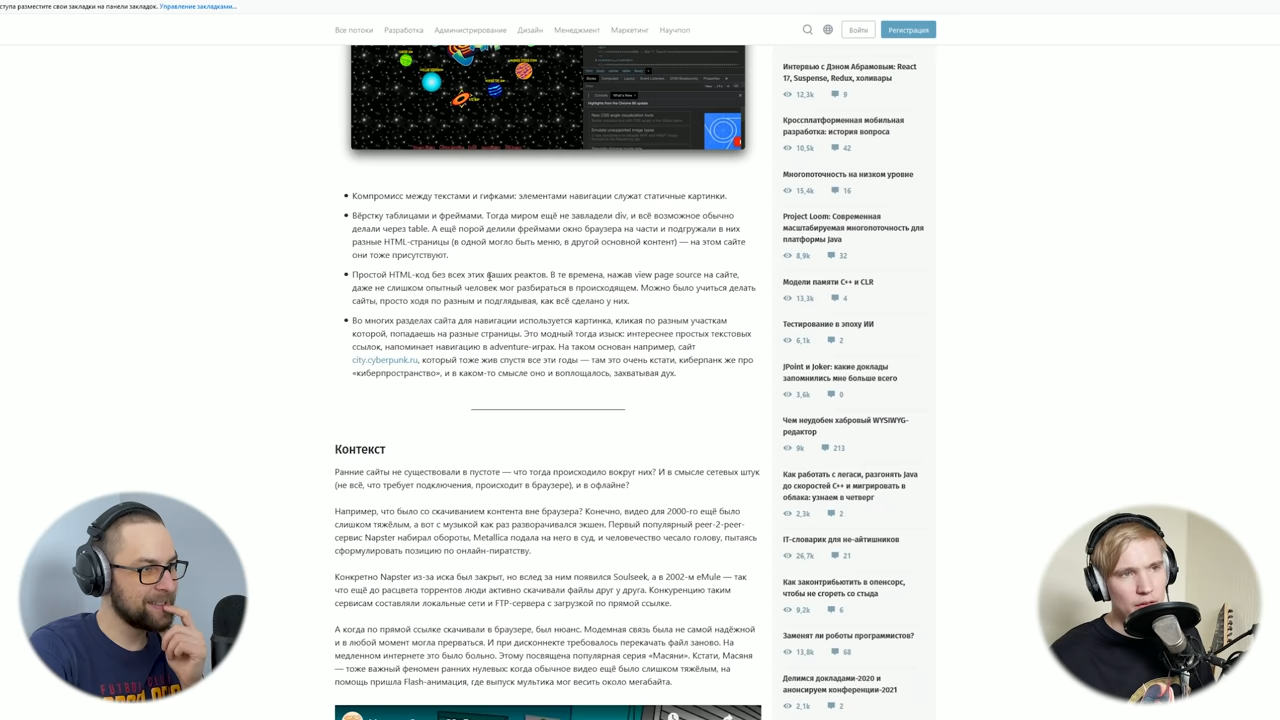 ступа разместите свои закладки на панели закладок. Управление закладками...
Все потоки Разработка Администрирование Дизайн Менеджмент Маркетинг Научпоп
Войти
Регистрация
Компромисс между текстами и гифками: элементами навигации служат статичные картинки.
Вёрстку таблицами и фреймами. Тогда миром ещё не завладели div, и всё возможное обычно
делали через table. А ещё порой делили фреймами окно браузера на части и подгружали в них
разные HTML-страницы (в одной могло быть меню, в другой основной контент) — на этом сайте
они тоже присутствуют.
Простой HTML-код без всех этих ваших реактов. В те времена, нажав view page source на сайте,
даже не слишком опытный человек мог разбираться в происходящем. Можно было учиться делать
сайты, просто ходя по разным и подглядывая, как всё сделано у них.
Во многих разделах сайта для навигации используется картинка, кликая по разным участкам
которой, попадаешь на разные страницы. Это модный тогда изыск: интереснее простых текстовых
ссылок, напоминает навигацию в adventure-играх. На таком основан например, сайт
city.cyberpunk.ru, который тоже жив спустя все эти годы — там это очень кстати, киберпанк же про
«киберпространство», и в каком-то смысле оно и воплощалось, захватывая дух.
Контекст
Ранние сайты не существовали в пустоте — что тогда происходило вокруг них? И в смысле сетевых штук
(не всё, что требует подключения, происходит в браузере), и в офлайне?
Например, что было со скачиванием контента вне браузера? Конечно, видео для 2000-го ещё было
слишком тяжёлым, а вот с музыкой как раз разворачивался экшен. Первый популярный peer-2-peer-
сервис Napster набирал обороты, Metallica подала на него в суд, и человечество чесало голову, пытаясь
сформулировать позицию по онлайн-пиратству.
Конкретно Napster из-за иска был закрыт, но вслед за ним появился Soulseek, а в 2002-м eMule — так
что ещё до расцвета торрентов люди активно скачивали файлы друг у друга. Конкуренцию таким
сервисам составляли локальные сети и FTP-сервера с загрузкой по прямой ссылке.
А когда по прямой ссылке скачивали в браузере, был нюанс. Модемная связь была не самой надёжной
и в любой момент могла прерваться. И при дисконнекте требовалось перекачать файл заново. На
медленном интернете это было больно. Этому посвящена популярная серия «Масяни». Кстати, Масяня
— тоже важный феномен ранних нулевых: когда обычное видео ещё было слишком тяжёлым, на
помощь пришла Flash-анимация, где выпуск мультика мог весить около мегабайта.
Интервью с Дэном Абрамовым: React
17, Suspense, Redux, холивары
12,3k 9
Кроссплатформенная мобильная
разработка: история вопроса
10,5k 42
Многопоточность на низком уровне
15,4k 16
Project Loom: Современная
масштабируемая многопоточность для
платформы Java
8,9k 32
Модели памяти C++ и CLR
13,3k 4
Тестирование в эпоху ИИ
6,1k 2
JPoint и Joker: какие доклады
запомнились мне больше всего
3,6k 0
Чем неудобен хабровый WYSIWYG-
редактор
9k 213
Как работать с легаси, разгонять Java
до скоростей C++ и мигрировать в
облака: узнаем в четверг
2,3k 2
IT-словарик для не-айтишников
26,7k 21
Как законтрибьютить в опенсорс,
чтобы не сгореть со стыда
9,2k 6
Заменят ли роботы программистов?
13,8k 68
Делимся докладами-2020 и
анонсируем конференции-2021
2,1k 2